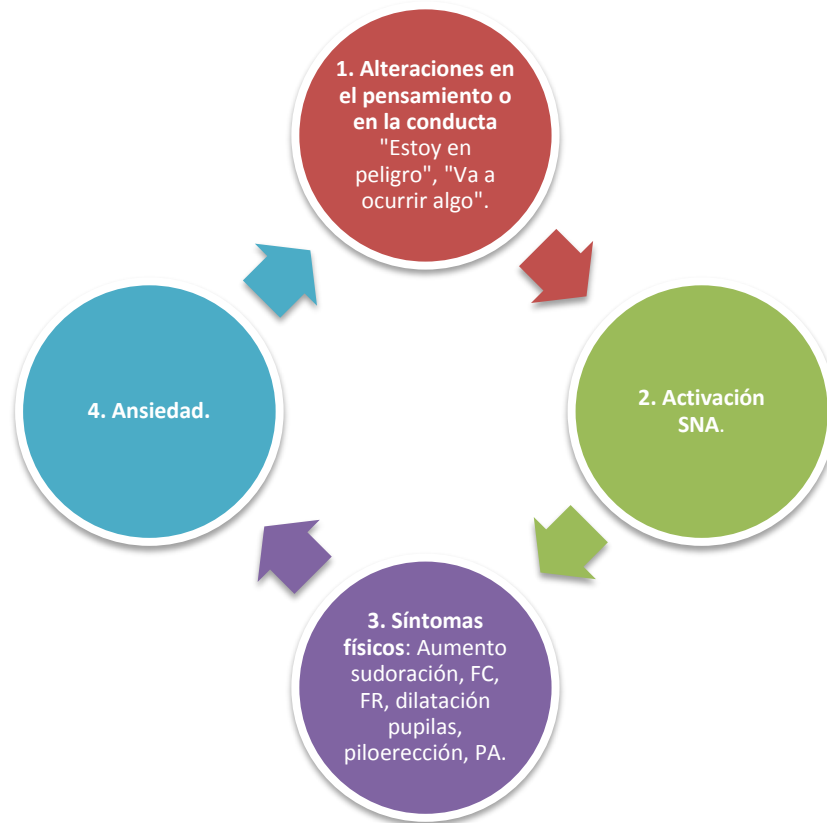 1. Alteraciones en
el pensamiento o
en la conducta
"Estoy en
peligro", "Va a
ocurrir algo".
2. Activación
SNA.
3. Síntomas
físicos: Aumento
sudoración, FC,
FR, dilatación
pupilas,
piloerección, PA.
4. Ansiedad.